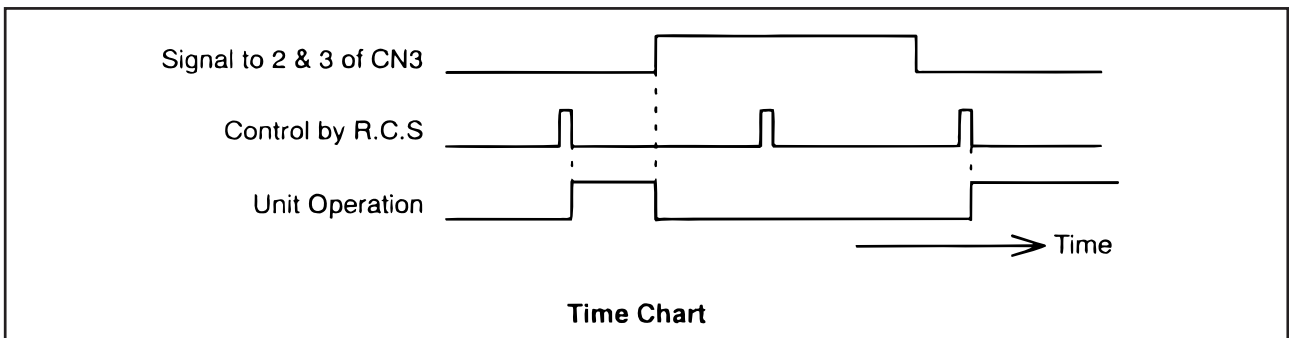 Signal to 2 & 3 of CN3
Control by R.C.S
Unit Operation
Time
Time Chart